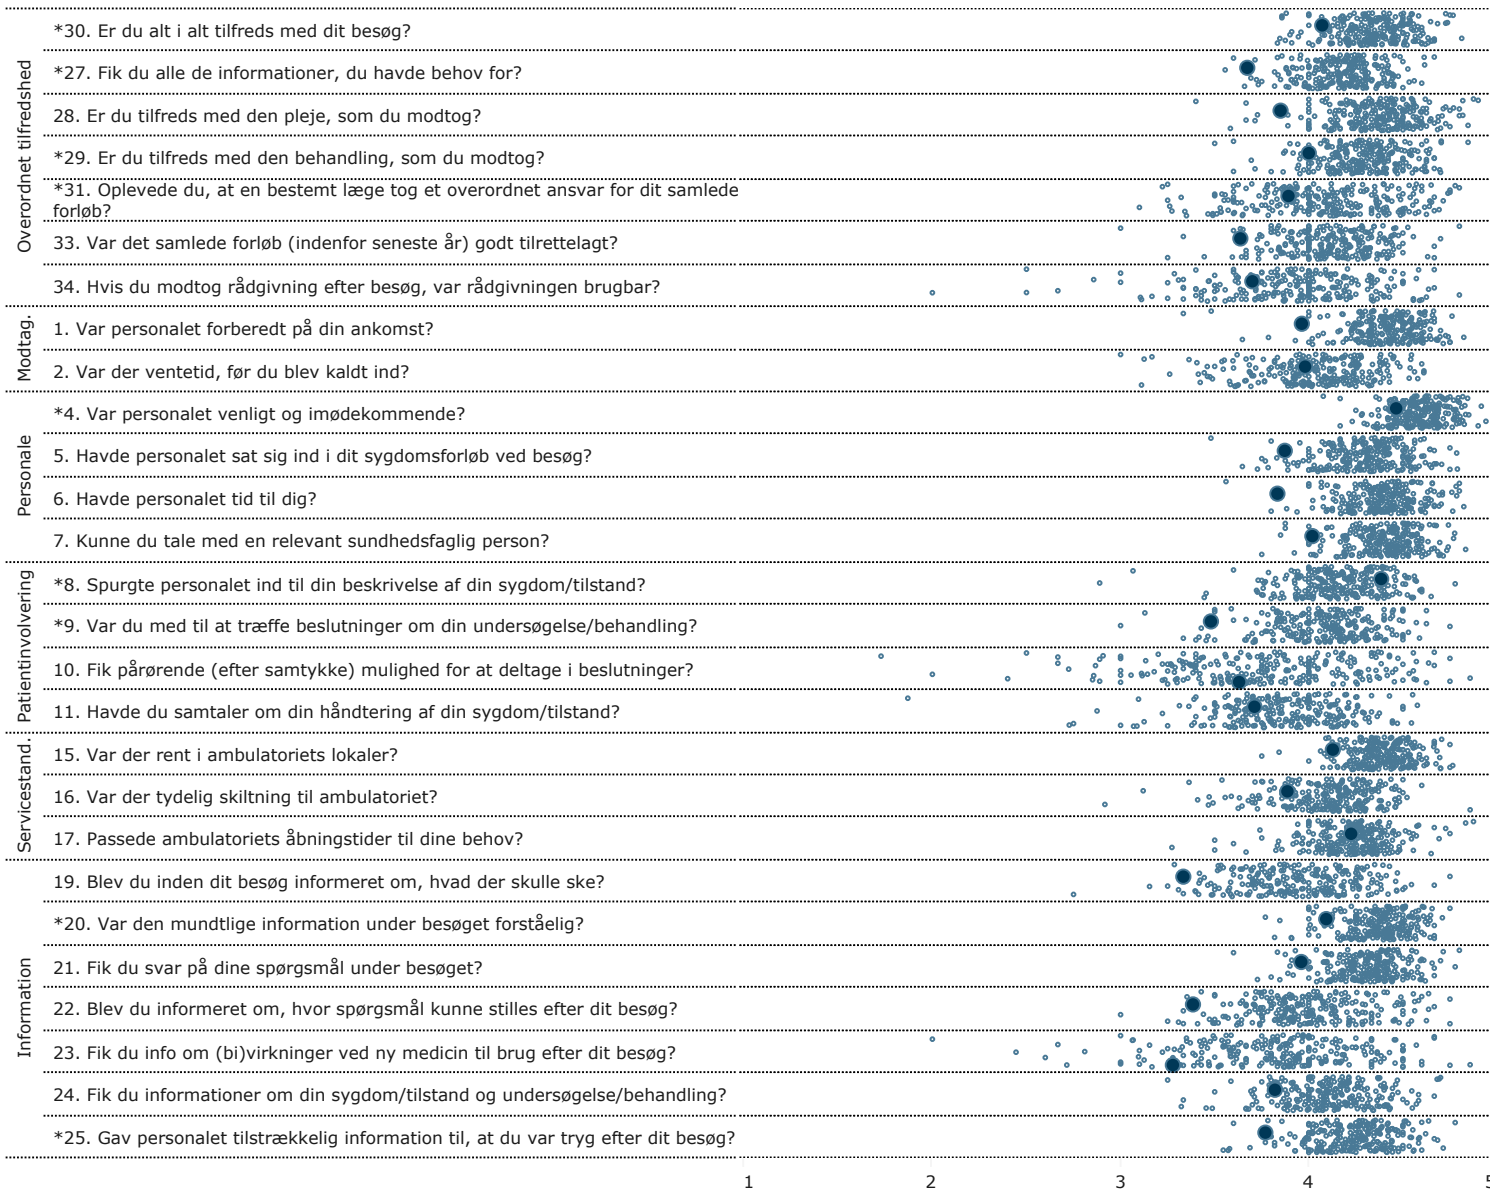 Overordnet tilfredshed
*30. Er du alt i alt tilfreds med dit besøg?
*27. Fik du alle de informationer, du havde behov for?
28. Er du tilfreds med den pleje, som du modtog?
*29. Er du tilfreds med den behandling, som du modtog?
*31. Oplevede du, at en bestemt læge tog et overordnet ansvar for dit samlede
forløb?
33. Var det samlede forløb (indenfor seneste år) godt tilrettelagt?
34. Hvis du modtog rådgivning efter besøg, var rådgivningen brugbar?
Modtag.
1. Var personalet forberedt på din ankomst?
2. Var der ventetid, før du blev kaldt ind?
Personale
*4. Var personalet venligt og imødekommende?
5. Havde personalet sat sig ind i dit sygdomsforløb ved besøg?
6. Havde personalet tid til dig?
7. Kunne du tale med en relevant sundhedsfaglig person?
Patientinvolvering
*8. Spurgte personalet ind til din beskrivelse af din sygdom/tilstand?
*9. Var du med til at træffe beslutninger om din undersøgelse/behandling?
10. Fik pårørende (efter samtykke) mulighed for at deltage i beslutninger?
11. Havde du samtaler om din håndtering af din sygdom/tilstand?
Servicestand.
15. Var der rent i ambulatoriets lokaler?
16. Var der tydelig skiltning til ambulatoriet?
17. Passede ambulatoriets åbningstider til dine behov?
Information
19. Blev du inden dit besøg informeret om, hvad der skulle ske?
*20. Var den mundtlige information under besøget forståelig?
21. Fik du svar på dine spørgsmål under besøget?
22. Blev du informeret om, hvor spørgsmål kunne stilles efter dit besøg?
23. Fik du info om (bi)virkninger ved ny medicin til brug efter dit besøg?
24. Fik du informationer om din sygdom/tilstand og undersøgelse/behandling?
*25. Gav personalet tilstrækkelig information til, at du var tryg efter dit besøg?
1 2 3 4 5